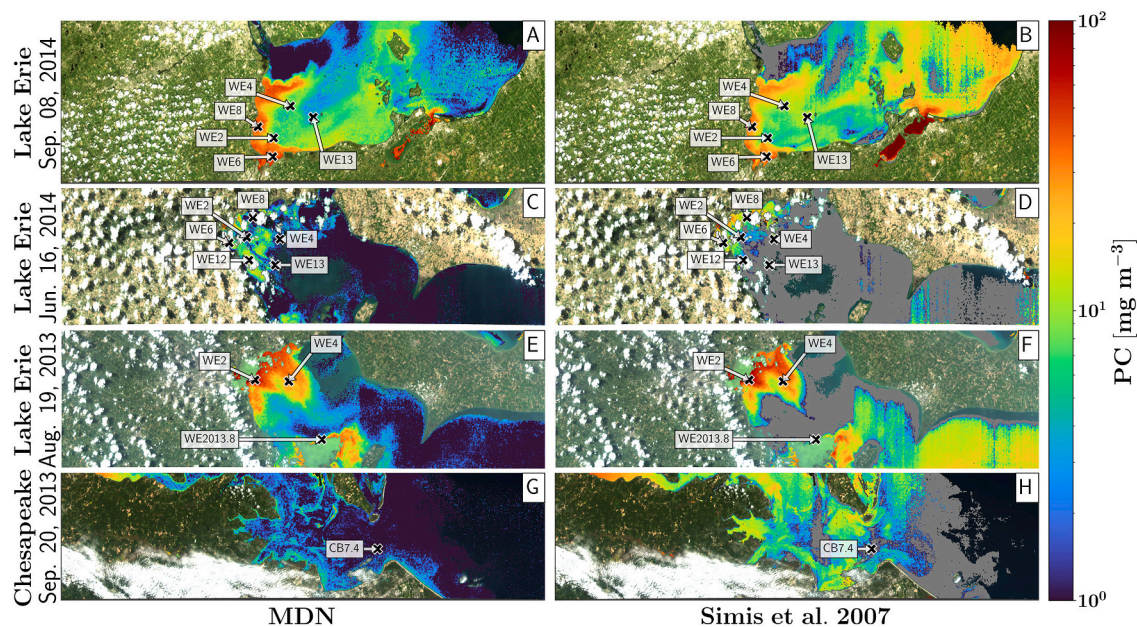 Lake Erie
Sep. 08, 2014
A
WE4
WE8
WE2
WE6
WE13
B
WE4
WE8
WE2
WE6
WE13
Lake Erie
Jun. 16, 2014
C
WE8
WE2
WE6
WE4
WE12
WE13
D
WE8
WE2
WE6
WE4
WE12
WE13
Lake Erie
Aug. 19, 2013
E
WE2
WE4
WE2013.8
F
WE2
WE4
WE2013.8
Chesapeake
Sep. 20, 2013
G
CB7.4
H
CB7.4
MDN
Simis et al. 2007
10²
10¹
10⁰
PC [mg m⁻³]